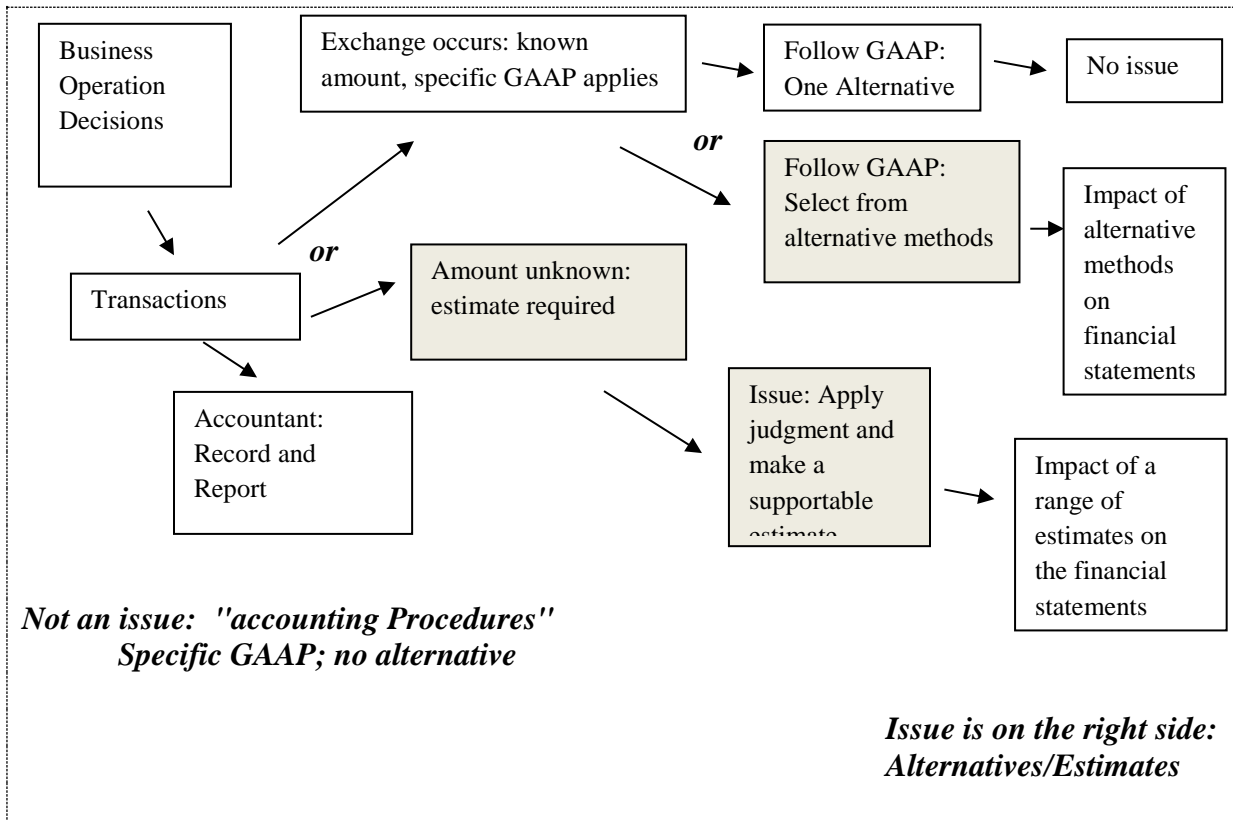 Business
Operation
Decisions
Exchange occurs: known
amount, specific GAAP applies
Follow GAAP:
One Alternative
No issue
or
Follow GAAP:
Select from
alternative methods
Impact of
alternative
methods
on
financial
statements
or
Transactions
Amount unknown:
estimate required
Accountant:
Record and
Report
Issue: Apply
judgment and
make a
supportable
estimate
Impact of a
range of
estimates on
the financial
statements
Not an issue: "accounting Procedures"
Specific GAAP; no alternative
Issue is on the right side:
Alternatives/Estimates